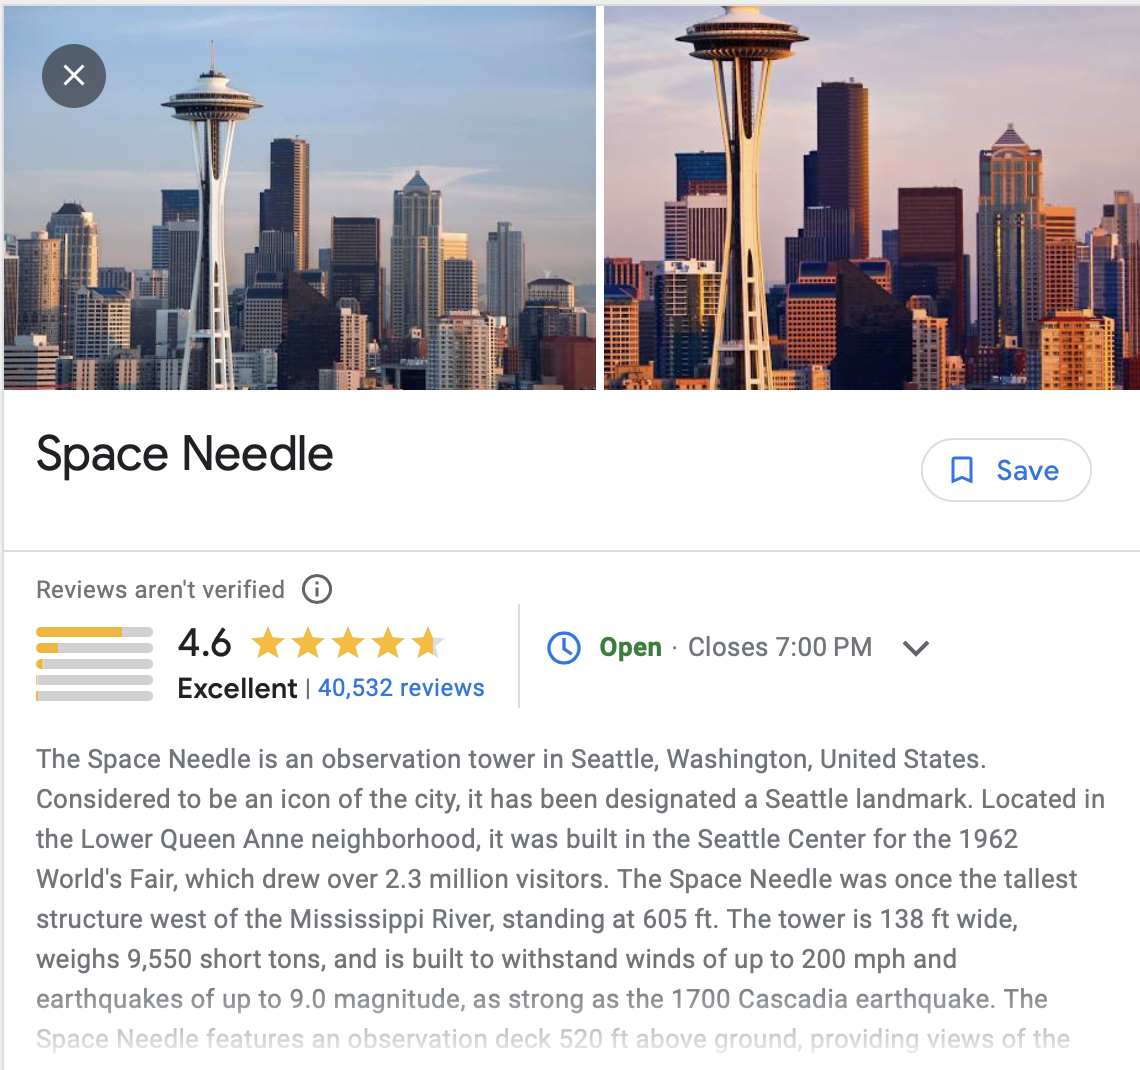 Space Needle
Save
Reviews aren't verified
4.6
Excellent | 40,532 reviews
Open · Closes 7:00 PM
The Space Needle is an observation tower in Seattle, Washington, United States.
Considered to be an icon of the city, it has been designated a Seattle landmark. Located in
the Lower Queen Anne neighborhood, it was built in the Seattle Center for the 1962
World's Fair, which drew over 2.3 million visitors. The Space Needle was once the tallest
structure west of the Mississippi River, standing at 605 ft. The tower is 138 ft wide,
weighs 9,550 short tons, and is built to withstand winds of up to 200 mph and
earthquakes of up to 9.0 magnitude, as strong as the 1700 Cascadia earthquake. The
Space Needle features an observation deck 520 ft above ground, providing views of the